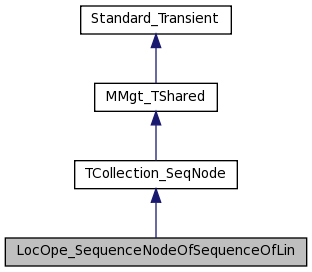 Standard_Transient
MMgt_TShared
TCollection_SeqNode
LocOpe_SequenceNodeOfSequenceOfLin